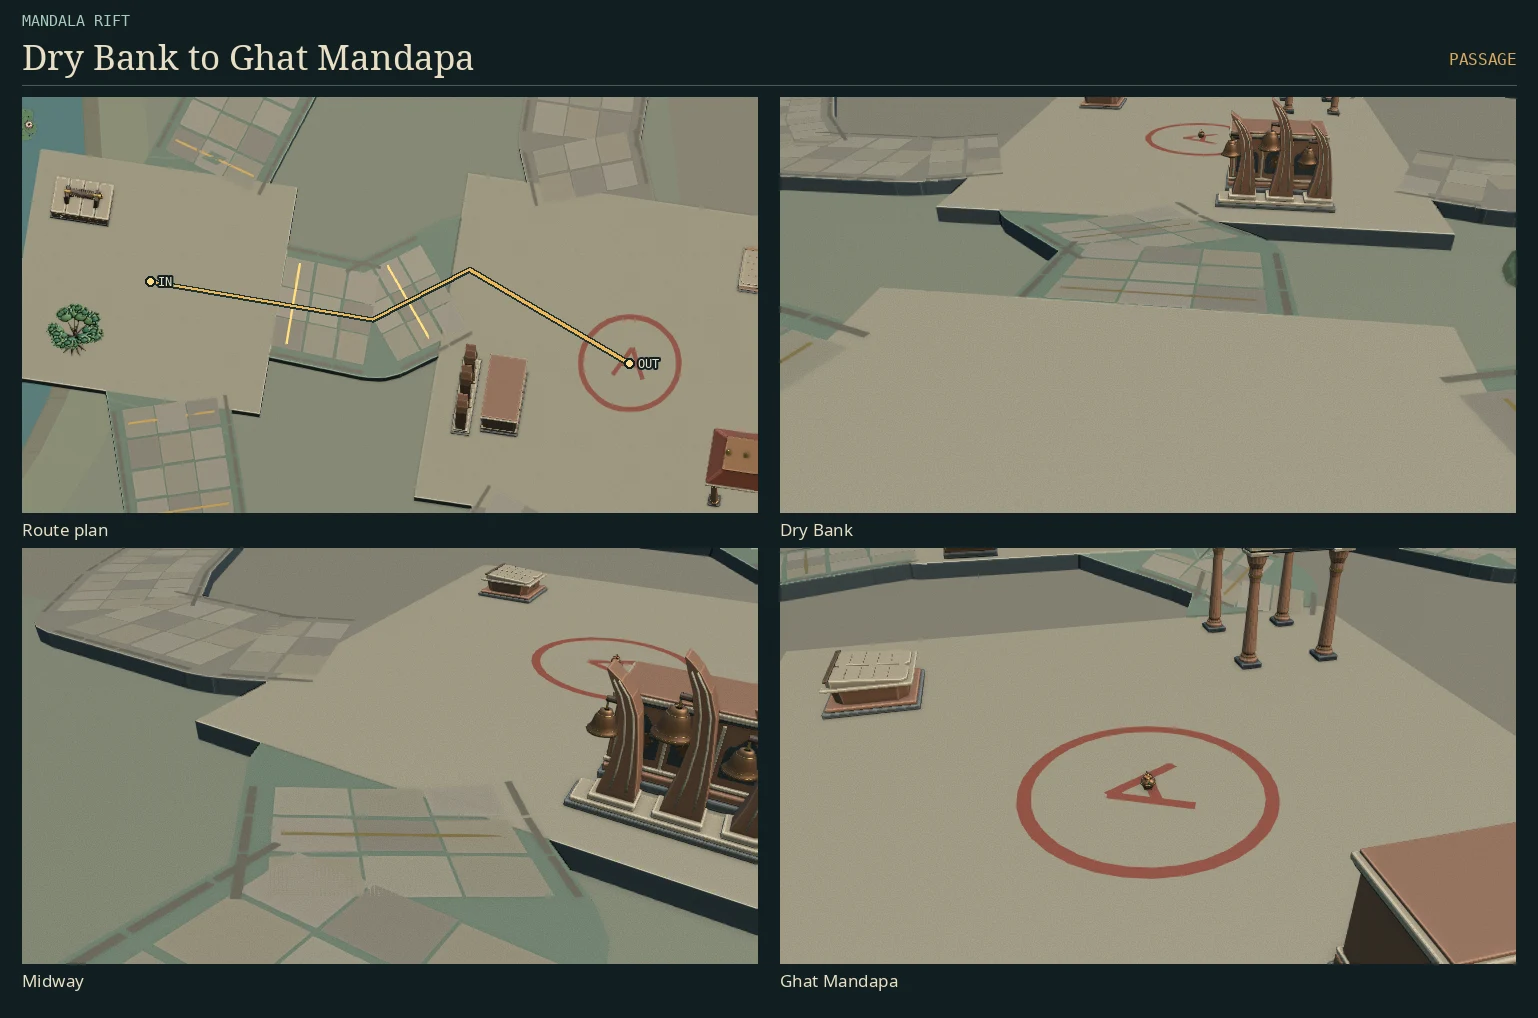 MANDALA RIFT
Dry Bank to Ghat Mandapa
PASSAGE
IN
A
OUT
Route plan
A
Dry Bank
A
Midway
A
Ghat Mandapa